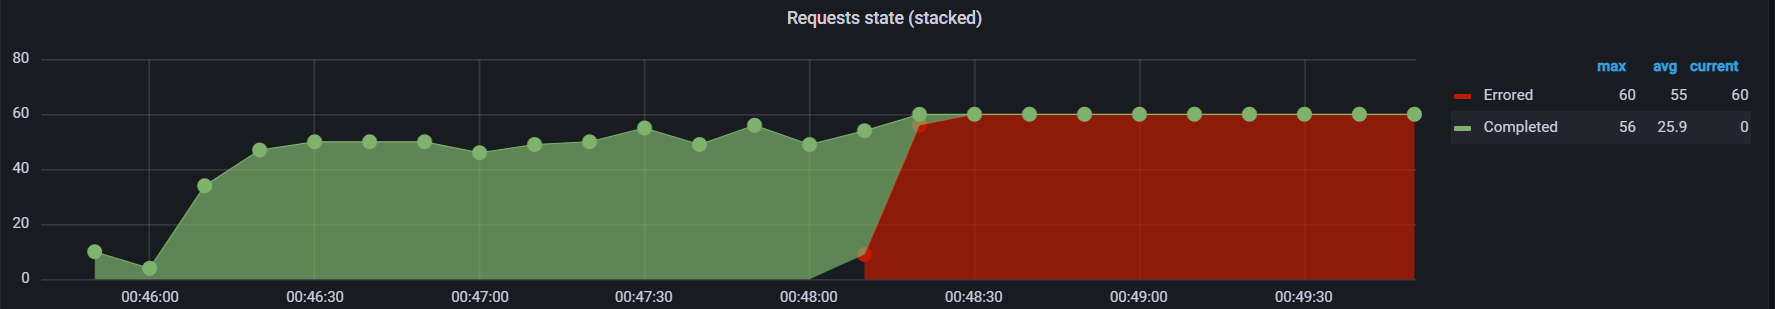 Requests state (stacked)
80
60
40
20
0
00:46:00 00:46:30 00:47:00 00:47:30 00:48:00 00:48:30 00:49:00 00:49:30
max avg current
Errored 60 55 60
Completed 56 25.9 0